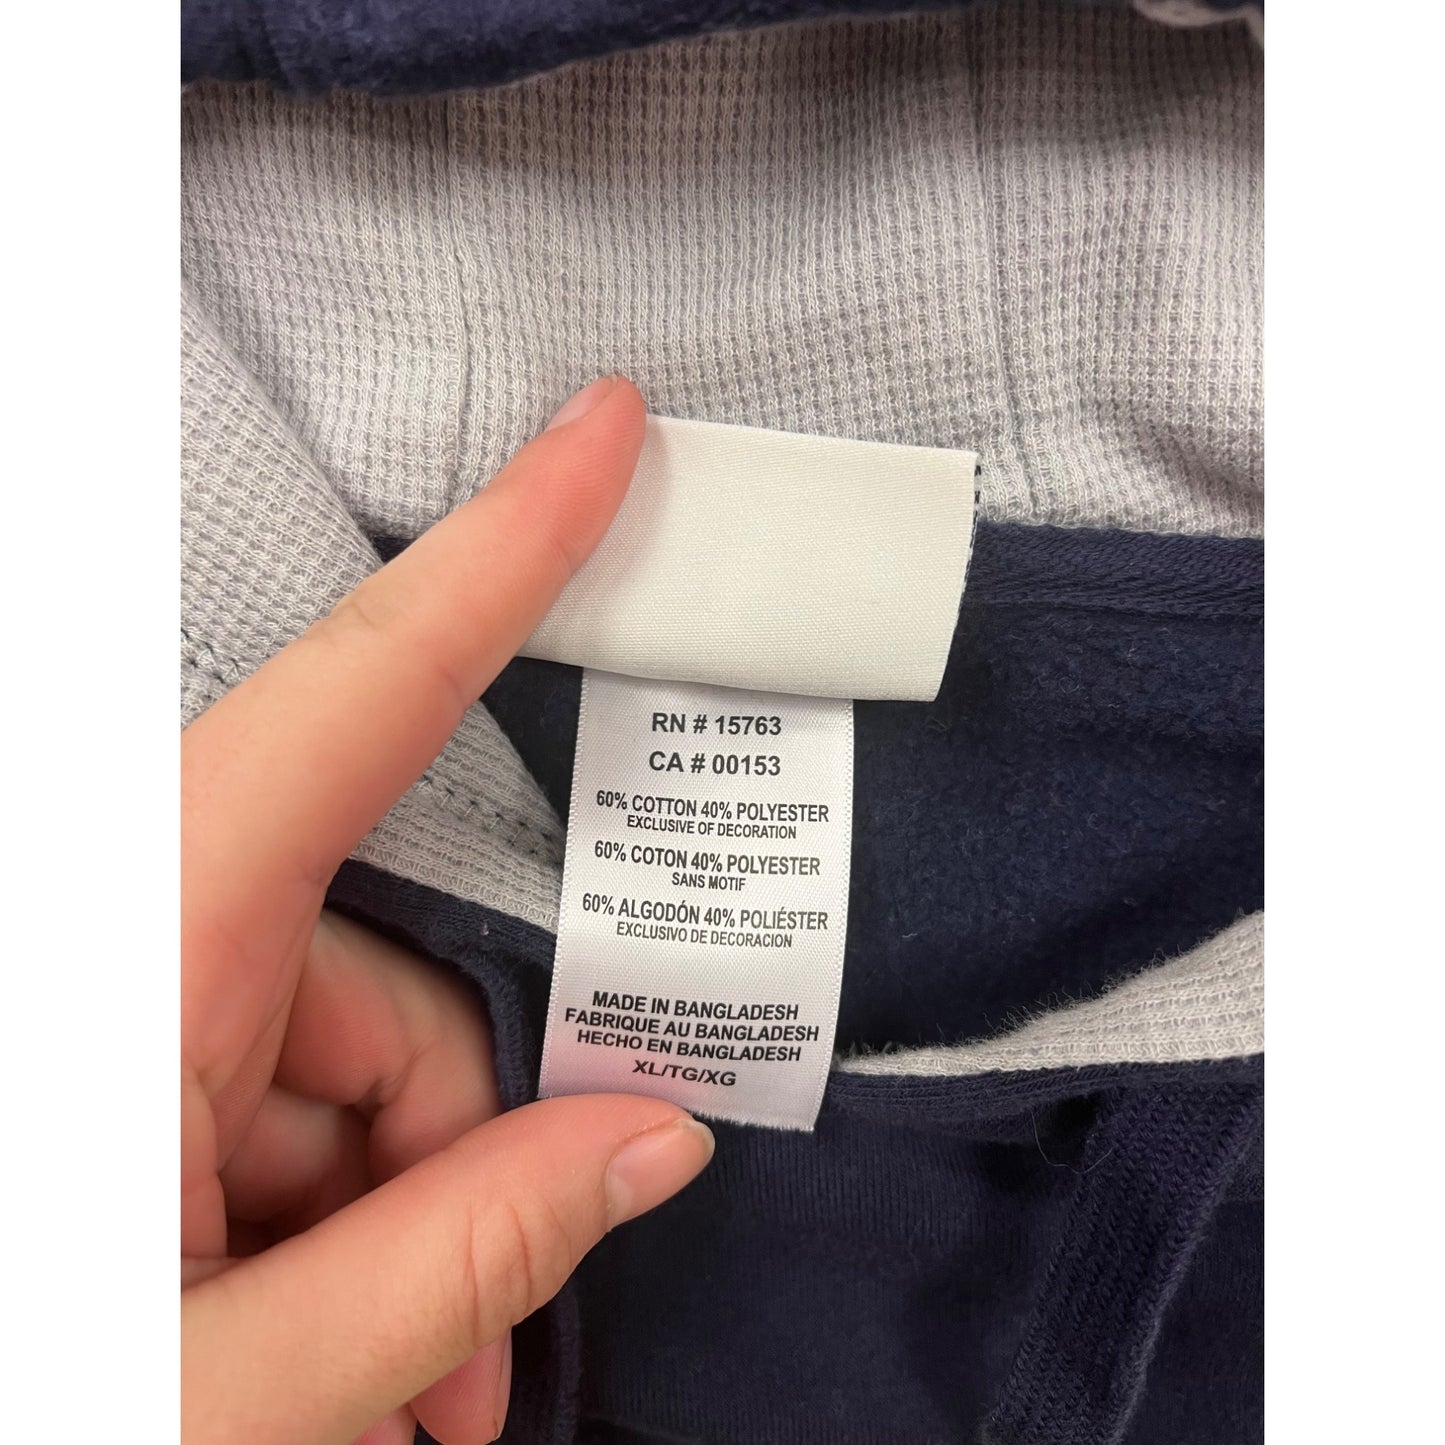 RN # 15763
CA # 00153
60% COTTON 40% POLYESTER
EXCLUSIVE OF DECORATION
60% COTON 40% POLYESTER
SANS MOTIF
60% ALGODÓN 40% POLIÉSTER
EXCLUSIVO DE DECORACION
MADE IN BANGLADESH
FABRIQUE AU BANGLADESH
HECHO EN BANGLADESH
XL/TG/XG